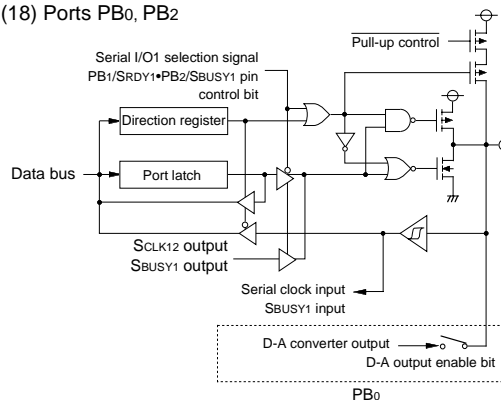 (18) Ports PB0, PB2
Pull-up control
Serial I/O1 selection signal
PB1/SRDY1•PB2/SBUSY1 pin
control bit
Direction register
Port latch
Data bus
SCLK12 output
SBUSY1 output
Serial clock input
SBUSY1 input
D-A converter output
D-A output enable bit
PB0